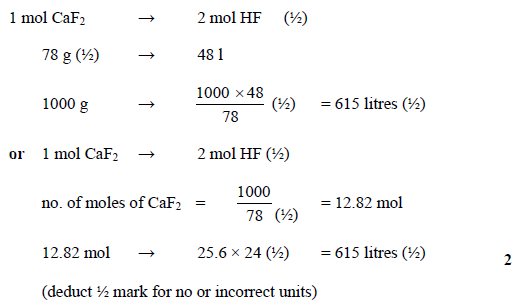 1 mol CaF₂ → 2 mol HF (½)
78 g (½) → 48 l
1000 g → 1000 × 48 / 78 (½) = 615 litres (½)
or 1 mol CaF₂ → 2 mol HF (½)
no. of moles of CaF₂ = 1000 / 78 (½) = 12.82 mol
12.82 mol → 25.6 × 24 (½) = 615 litres (½)
2
(deduct ½ mark for no or incorrect units)